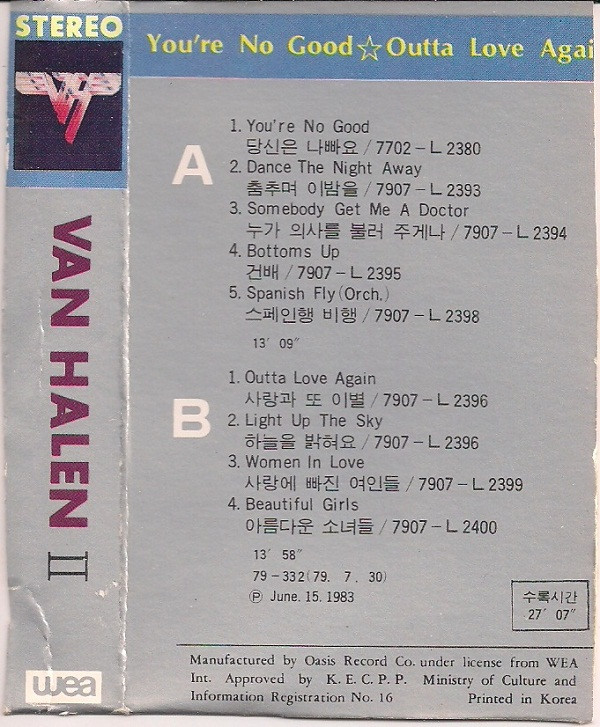 STEREO
VAN HALEN II
wea
You're No Good☆Outta Love Agai
A
1. You're No Good
당신은 나빠요 / 7702-L 2380
2. Dance The Night Away
춤추며 이밤을 / 7907-L 2393
3. Somebody Get Me A Doctor
누가 의사를 불러 주게나 / 7907-L 2394
4. Bottoms Up
건배 / 7907-L 2395
5. Spanish Fly (Orch.)
스페인행 비행 / 7907-L 2398
13′ 09″
B
1. Outta Love Again
사랑과 또 이별 / 7907-L 2396
2. Light Up The Sky
하늘을 밝혀요 / 7907-L 2396
3. Women In Love
사랑에 빠진 여인들 / 7907-L 2399
4. Beautiful Girls
아름다운 소녀들 / 7907-L 2400
13′ 58″
79-332(79. 7. 30)
Ⓟ June. 15. 1983
수록시간
27′ 07″
Manufactured by Oasis Record Co. under license from WEA
Int. Approved by K. E. C. P. P. Ministry of Culture and
Information Registration No. 16 Printed in Korea